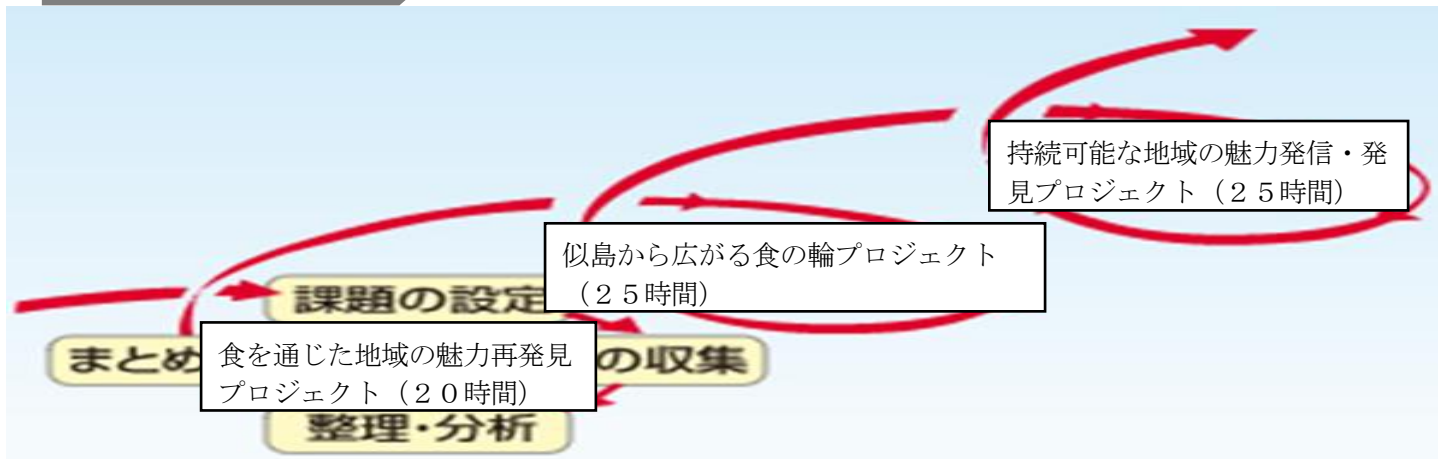 持続可能な地域の魅力発信・発
見プロジェクト（２５時間）
似島から広がる食の輪プロジェクト
（２５時間）
課題の設定
食を通じた地域の魅力再発見
プロジェクト（２０時間）
まとめ
の収集
整理・分析